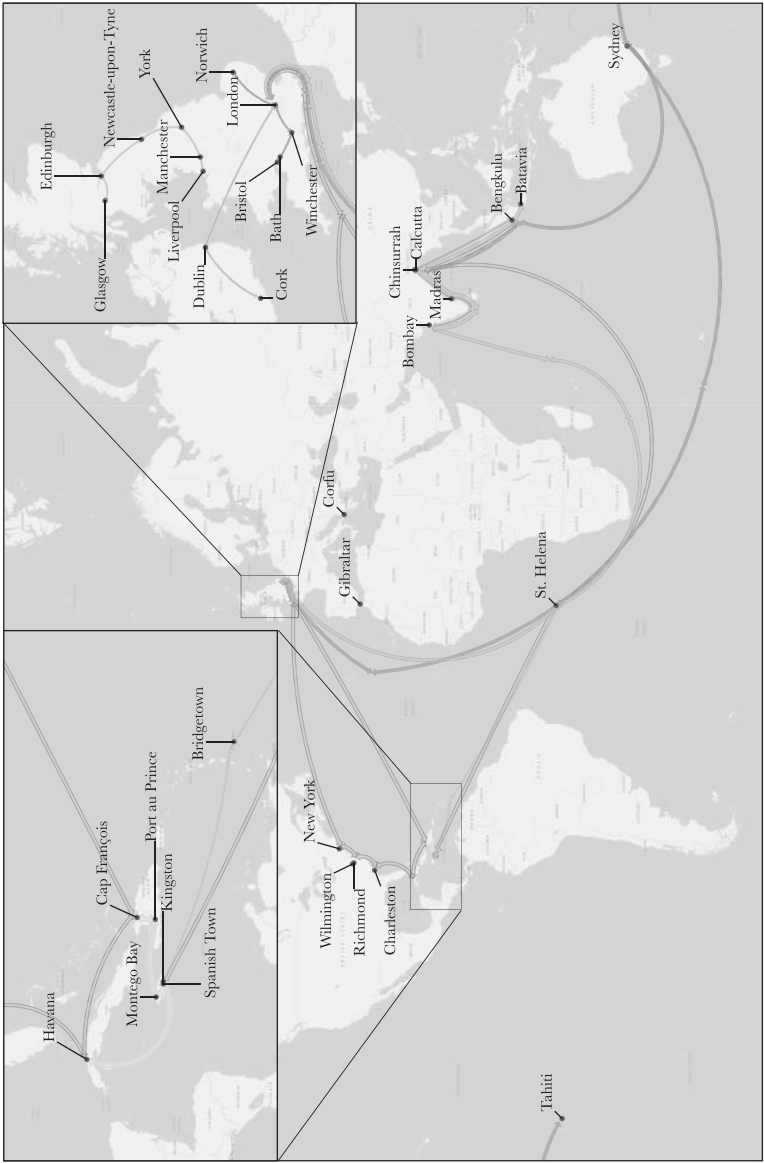 Edinburgh
Newcastle-upon-Tyne
York
Norwich
London
Glasgow
Manchester
Liverpool
Bristol
Bath
Winchester
Dublin
Cork
Havana
Cap François
Port au Prince
Kingston
Montego Bay
Spanish Town
Bridgetown
New York
Wilmington
Richmond
Charleston
Gibraltar
Corfu
St. Helena
Bombay
Madras
Chinsurrah
Calcutta
Bengkulu
Batavia
Sydney
Tahiti
AUSTRALIA